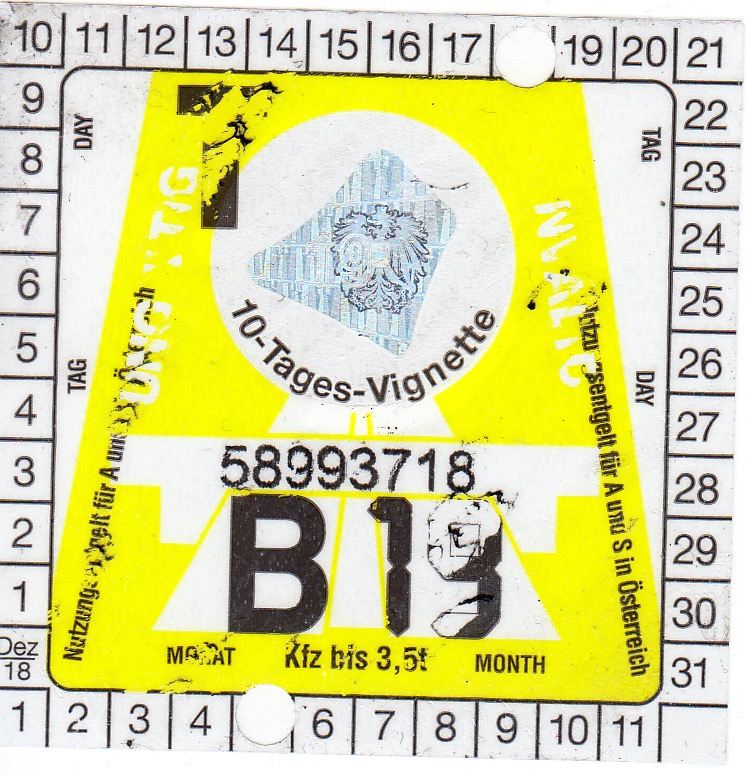 10 11 12 13 14 15 16 17 19 20 21
9 22
8 23
7 24
6 25
5 26
4 27
3 28
2 29
1 30
Dez
18
31
1 2 3 4 6 7 8 9 10 11
DAY
TAG
TAG
DAY
10-Tages-Vignette
58993718
B 19
MONTH
Kfz bis 3,5t
für A und
für A und S in Österreich